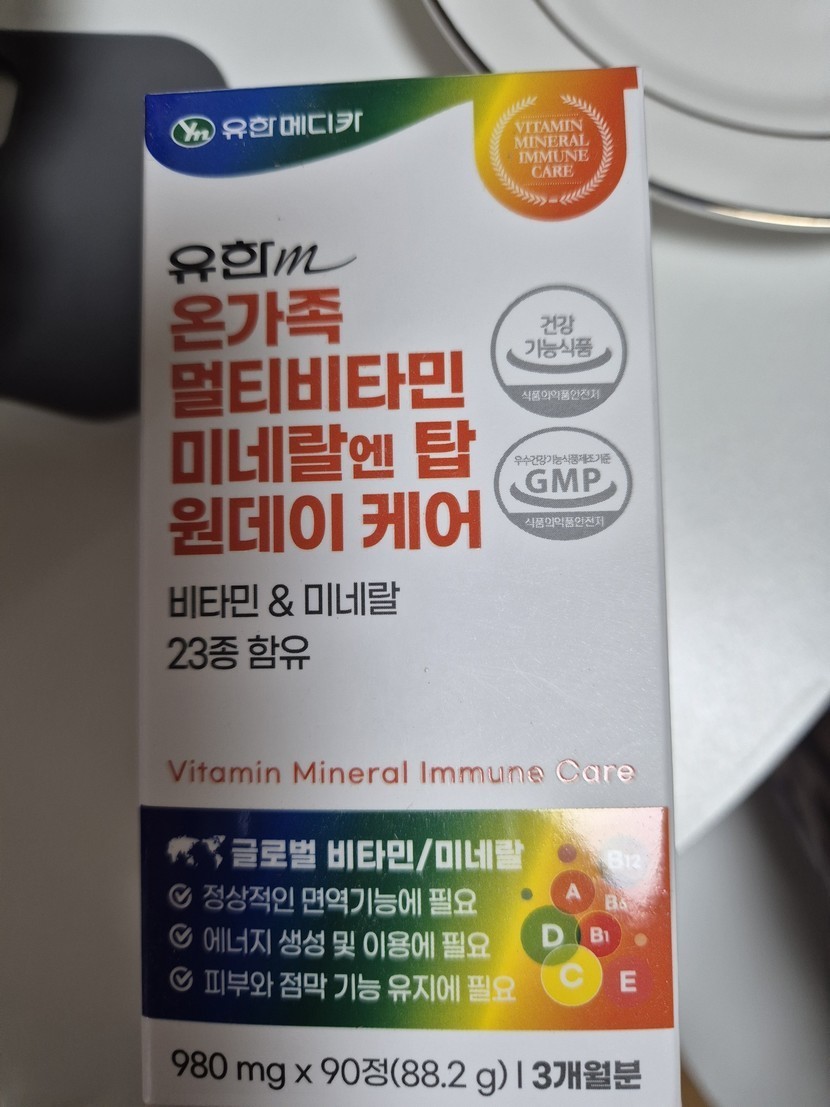 Yn 유한메디카
VITAMIN
MINERAL
IMMUNE
CARE
유한m
온가족
멀티비타민
미네랄엔 탑
원데이 케어
건강
기능식품
식품의약품안전처
우수건강기능식품제조기준
GMP
식품의약품안전처
비타민 & 미네랄
23종 함유
Vitamin Mineral Immune Care
글로벌 비타민/미네랄
정상적인 면역기능에 필요
에너지 생성 및 이용에 필요
피부와 점막 기능 유지에 필요
B12
A
B6
D
B1
C
E
980 mg x 90정(88.2 g) | 3개월분